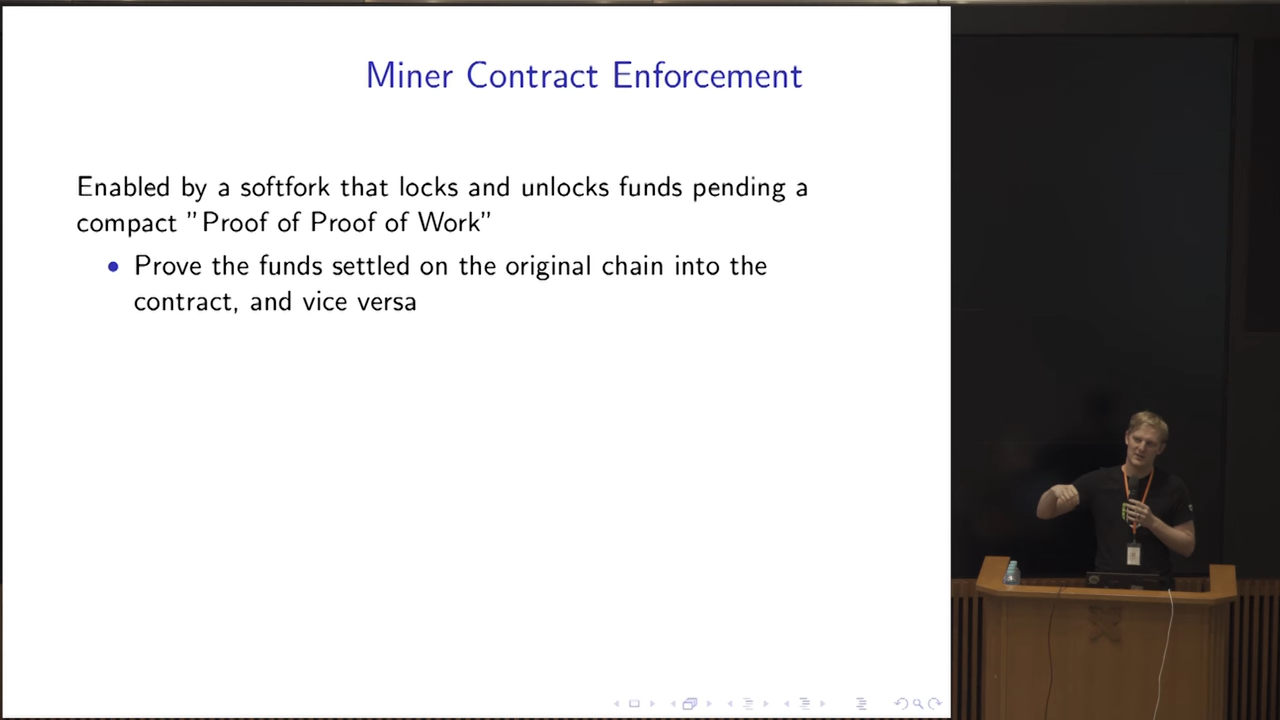 Miner Contract Enforcement
Enabled by a softfork that locks and unlocks funds pending a
compact "Proof of Proof of Work"
• Prove the funds settled on the original chain into the
contract, and vice versa